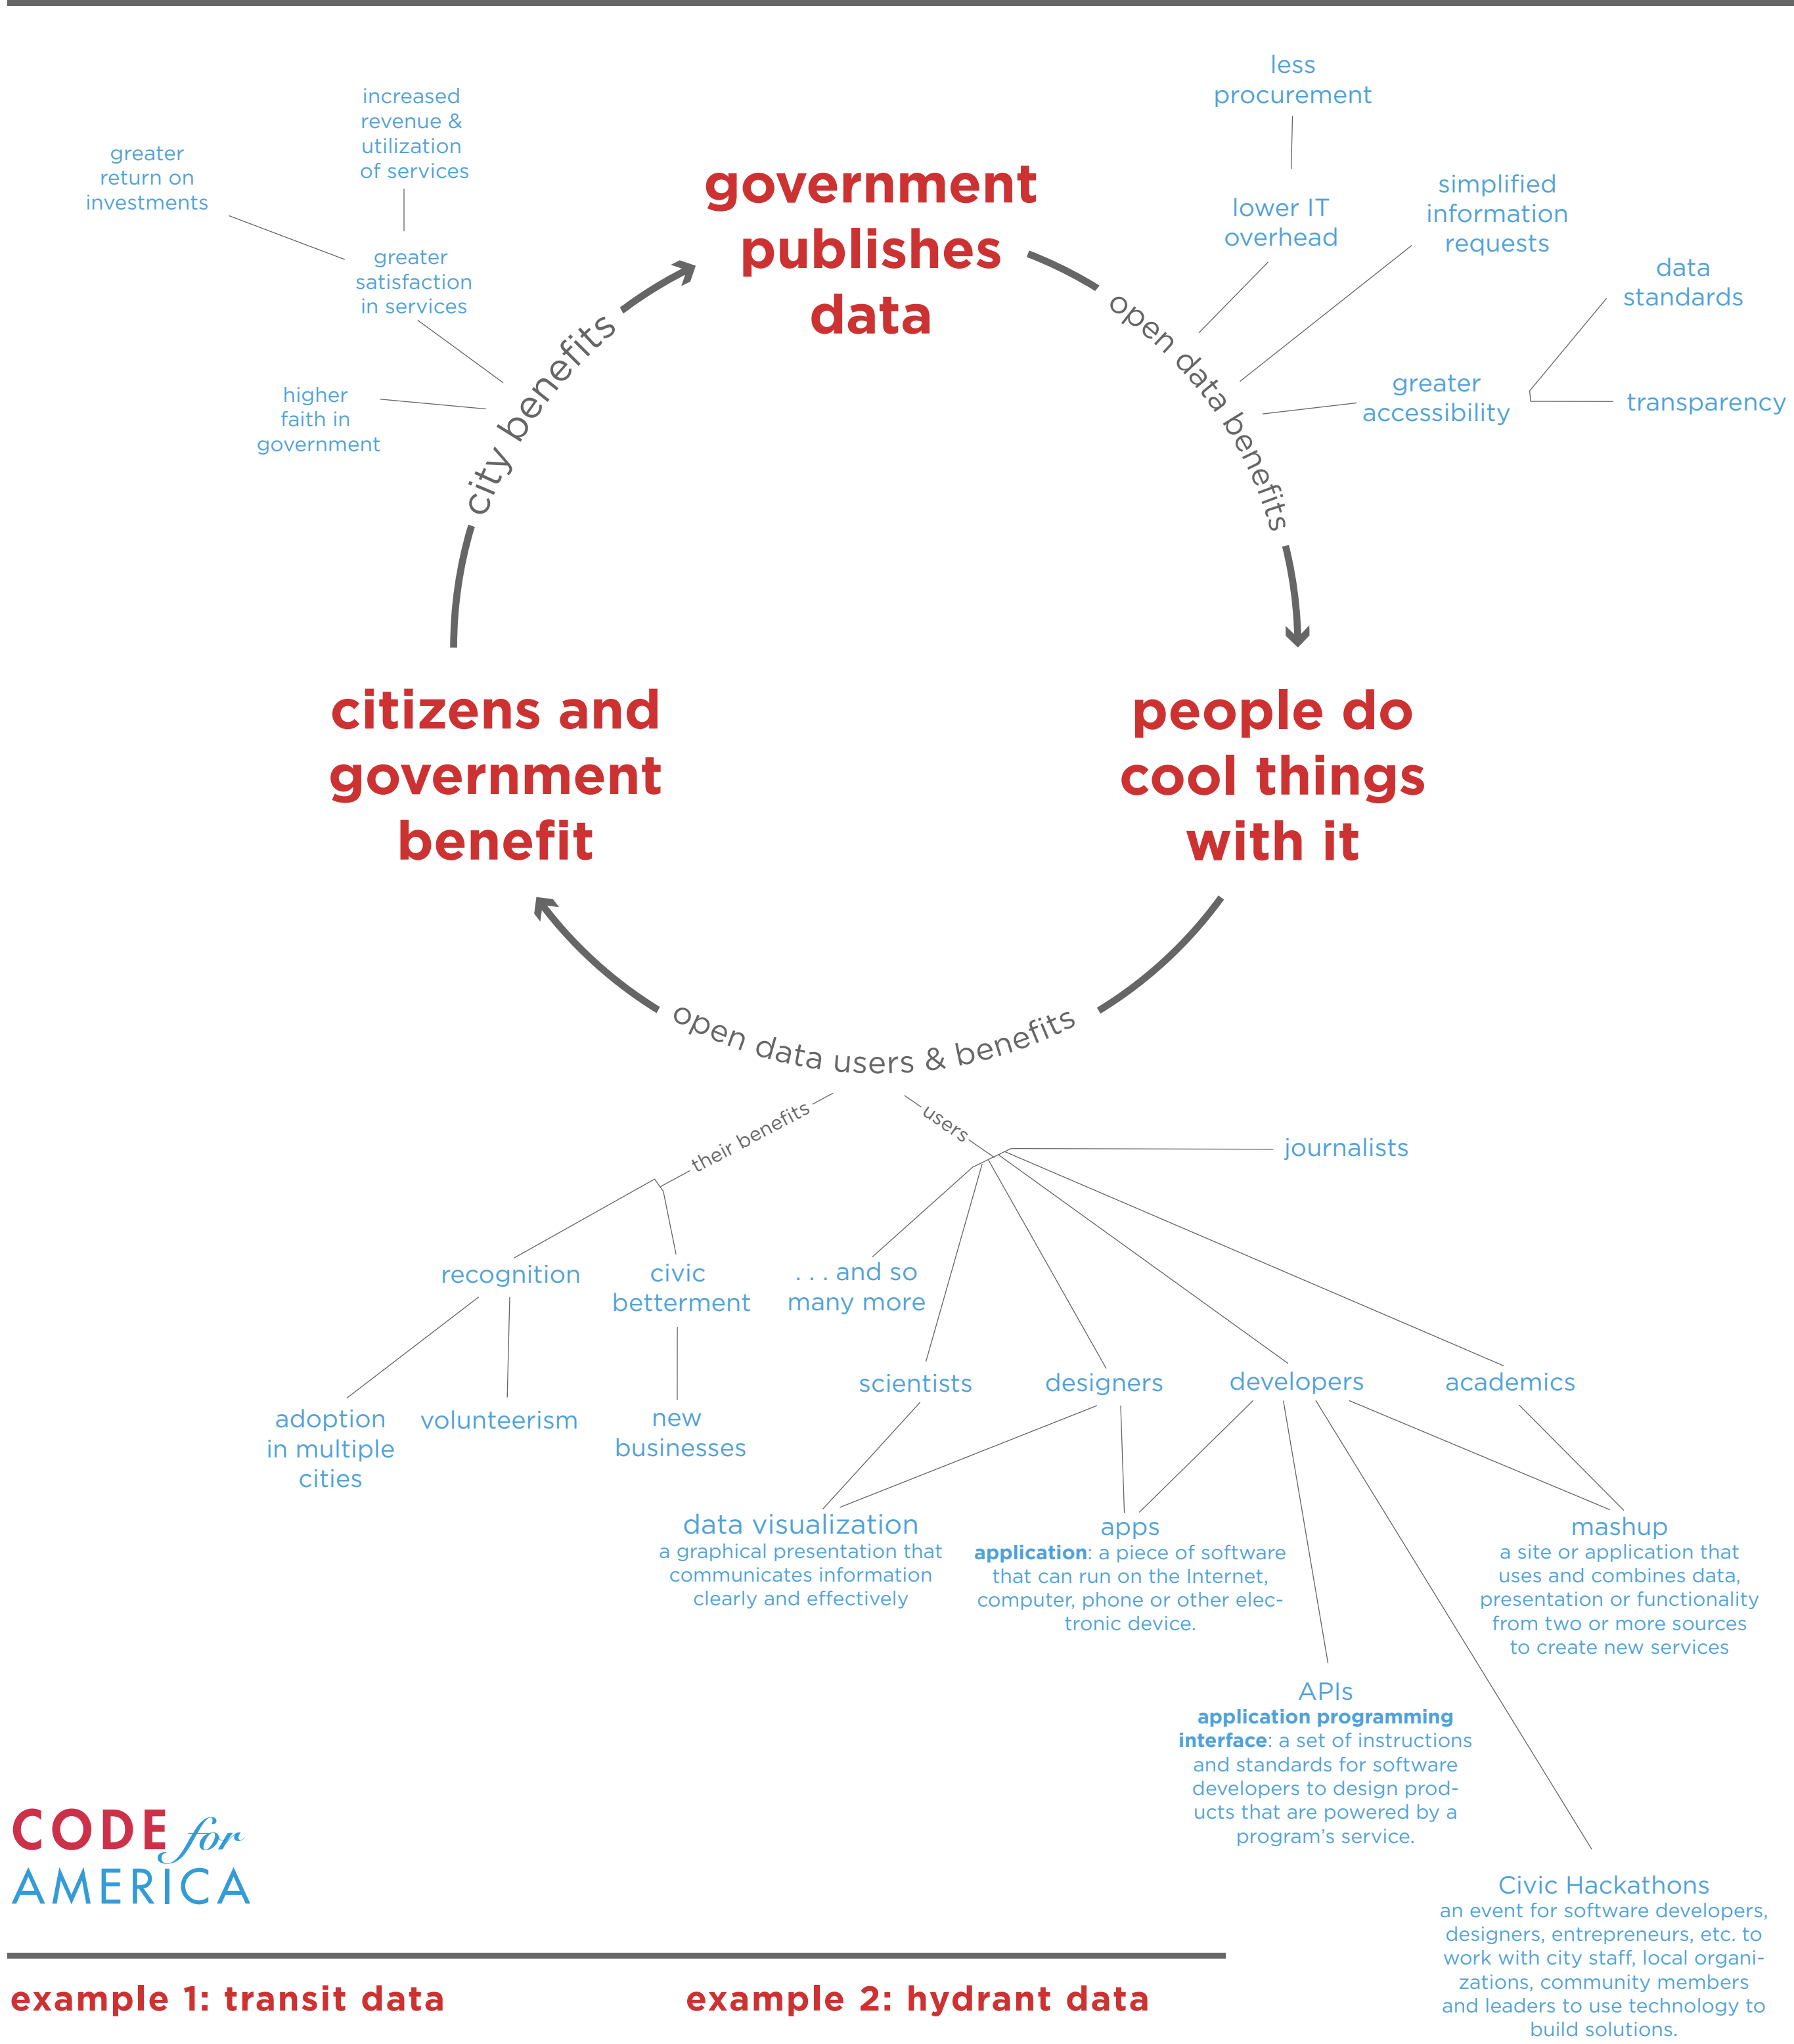 less
procurement
increased
revenue &
utilization
of services
greater
return on
investments
government
publishes
data
simplified
information
requests
lower IT
overhead
greater
satisfaction
in services
data
standards
open data benefits
city benefits
greater
accessibility
transparency
higher
faith in
government
citizens and
government
benefit
people do
cool things
with it
open data users & benefits
their benefits
users
journalists
recognition
civic
betterment
. . . and so
many more
scientists
designers
developers
academics
adoption
in multiple
cities
volunteerism
new
businesses
data visualization
a graphical presentation that
communicates information
clearly and effectively
apps
application: a piece of software
that can run on the Internet,
computer, phone or other elec-
tronic device.
mashup
a site or application that
uses and combines data,
presentation or functionality
from two or more sources
to create new services
APIs
application programming
interface: a set of instructions
and standards for software
developers to design prod-
ucts that are powered by a
program's service.
CODE for
AMERICA
Civic Hackathons
an event for software developers,
designers, entrepreneurs, etc. to
work with city staff, local organi-
zations, community members
and leaders to use technology to
build solutions.
example 1: transit data
example 2: hydrant data